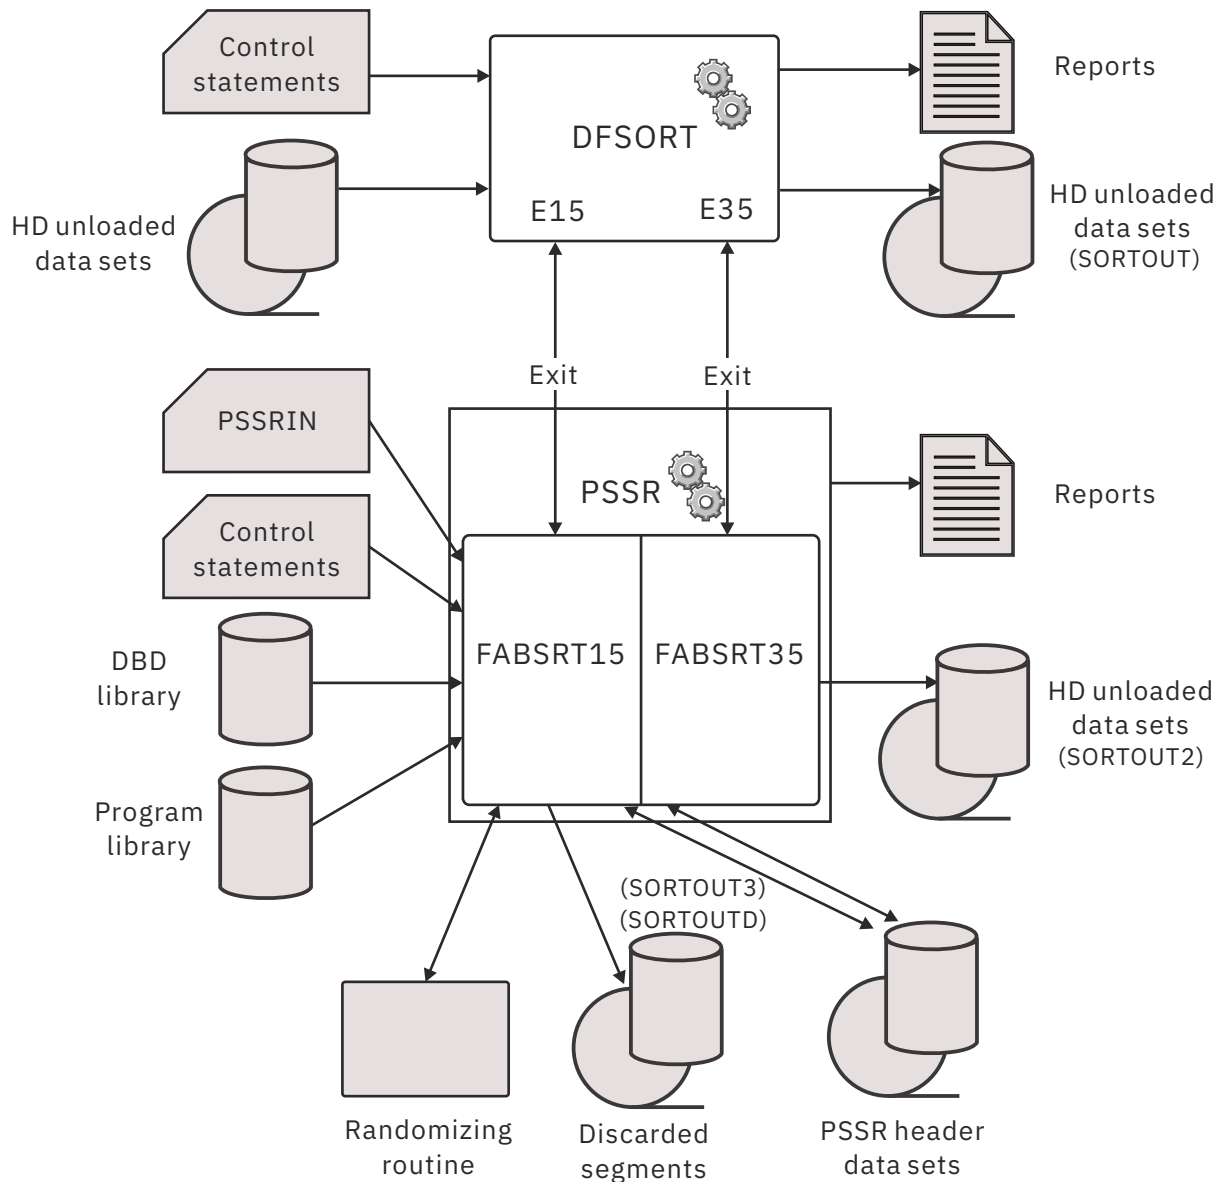 Control
statements
DFSORT
E15
E35
Reports
HD unloaded
data sets
HD unloaded
data sets
(SORTOUT)
Exit
Exit
PSSRIN
PSSR
Reports
Control
statements
FABSRT15
FABSRT35
DBD
library
HD unloaded
data sets
(SORTOUT2)
Program
library
(SORTOUT3)
(SORTOUTD)
Randomizing
routine
Discarded
segments
PSSR header
data sets